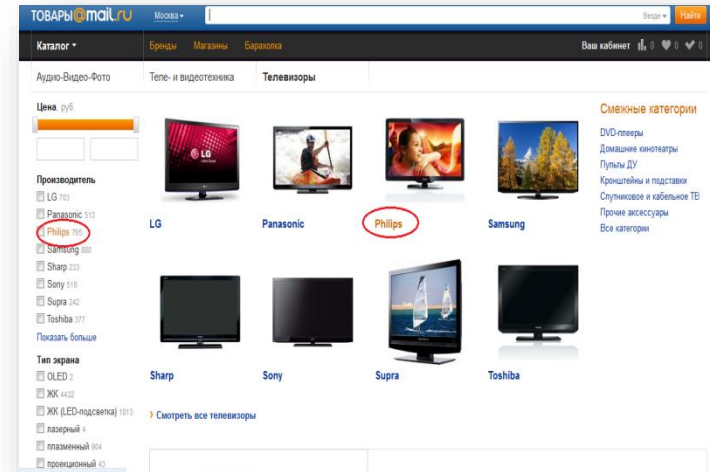 ТОВАРЫ@mail.ru Москва Везде Найти
Каталог Бренды Магазины Барахолка Ваш кабинет 0 0 0
Аудио-Видео-Фото Теле- и видеотехника Телевизоры
Цена, руб.
Производитель
LG 703
Panasonic 513
Philips 765
Samsung 880
Sharp 233
Sony 518
Supra 242
Toshiba 377
Показать больше
Тип экрана
OLED 2
ЖК 4432
ЖК (LED-подсветка) 1813
лазерный 4
плазменный 904
проекционный 43
LG
LG Panasonic Philips Samsung
Sharp Sony Supra Toshiba
Смотреть все телевизоры
Смежные категории
DVD-плееры
Домашние кинотеатры
Пульты ДУ
Кронштейны и подставки
Спутниковое и кабельное ТВ
Прочие аксессуары
Все категории